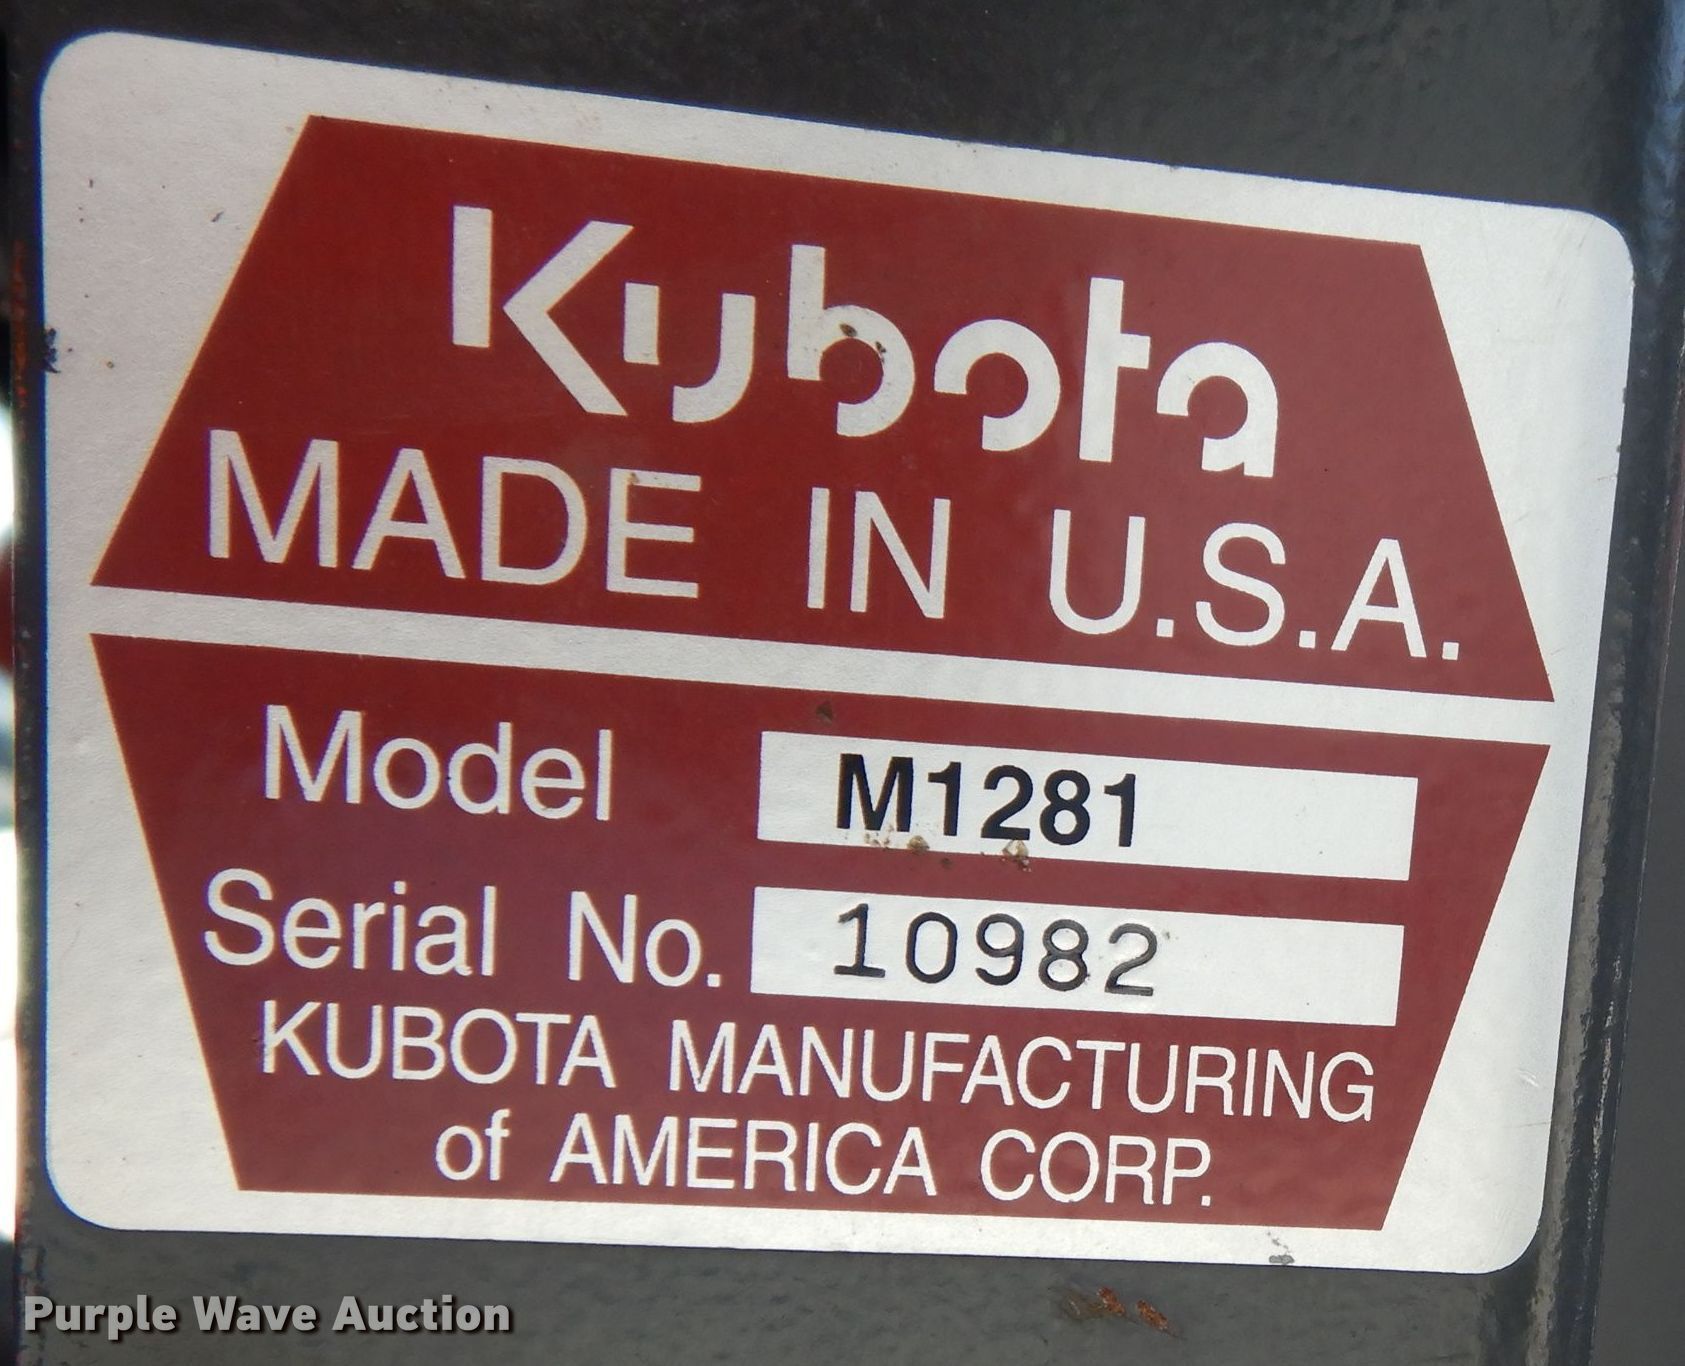 Kubota
MADE IN U.S.A.
Model M1281
Serial No. 10982
KUBOTA MANUFACTURING
of AMERICA CORP.
Purple Wave Auction